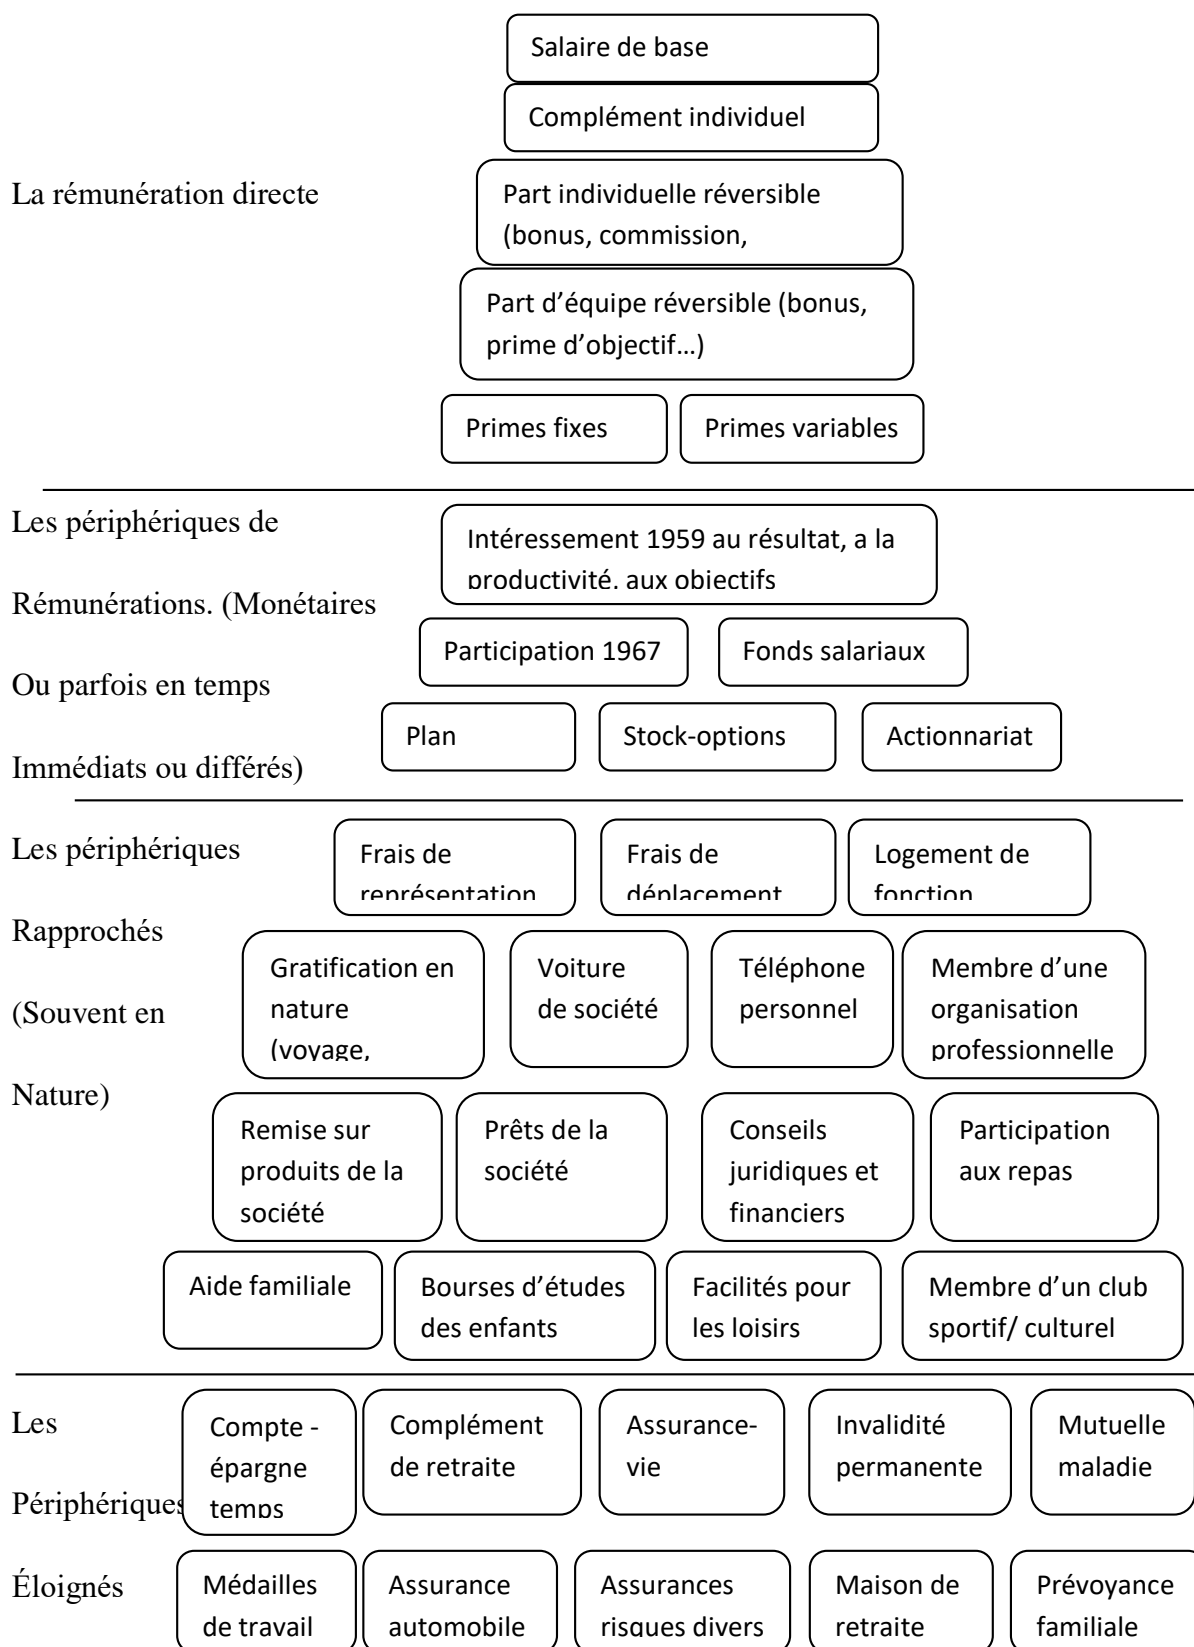 Salaire de base
Complément individuel
La rémunération directe
Part individuelle réversible
(bonus, commission,
Part d’équipe réversible (bonus,
prime d’objectif…)
Primes fixes
Primes variables
Les périphériques de
Rémunérations. (Monétaires
Ou parfois en temps
Immédiats ou différés)
Intéressement 1959 au résultat, a la
productivité, aux objectifs
Participation 1967
Fonds salariaux
Plan
Stock-options
Actionnariat
Les périphériques
Rapprochés
(Souvent en
Nature)
Frais de
représentation
Frais de
déplacement
Logement de
fonction
Gratification en
nature
(voyage,
Voiture
de société
Téléphone
personnel
Membre d’une
organisation
professionnelle
Remise sur
produits de la
société
Prêts de la
société
Conseils
juridiques et
financiers
Participation
aux repas
Aide familiale
Bourses d’études
des enfants
Facilités pour
les loisirs
Membre d’un club
sportif/ culturel
Les
Périphériques
Éloignés
Compte -
épargne
temps
Complément
de retraite
Assurance-
vie
Invalidité
permanente
Mutuelle
maladie
Médailles
de travail
Assurance
automobile
Assurances
risques divers
Maison de
retraite
Prévoyance
familiale